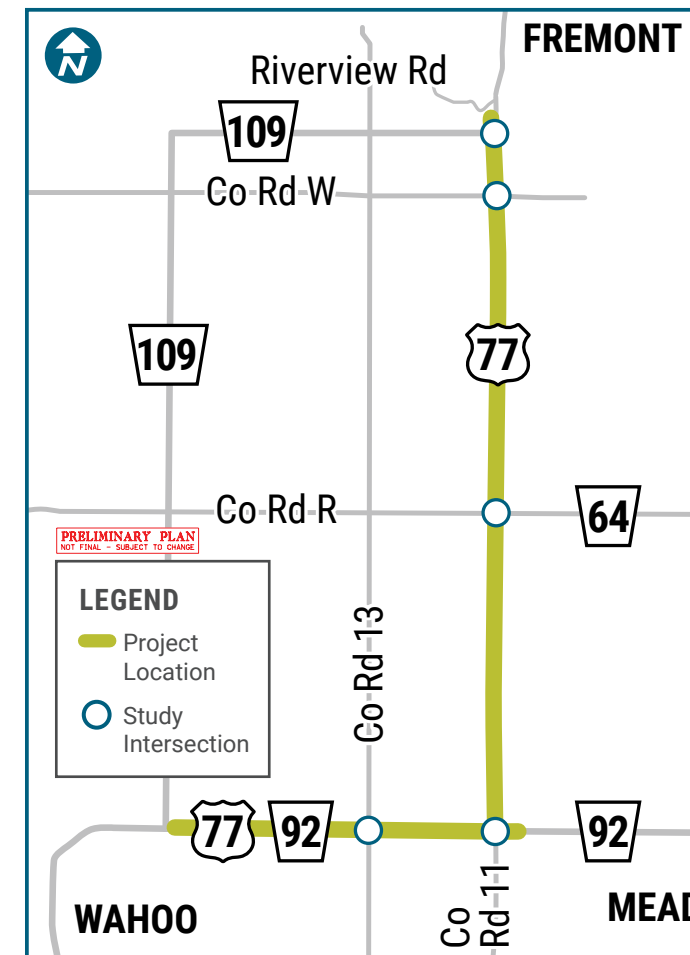 N
FREMONT
Riverview Rd
109
Co Rd W
109
77
Co Rd R
64
PRELIMINARY PLAN
NOT FINAL - SUBJECT TO CHANGE
LEGEND
Project
Location
Study
Intersection
Co Rd 13
77
92
92
WAHOO
Co
Rd 11
MEAD